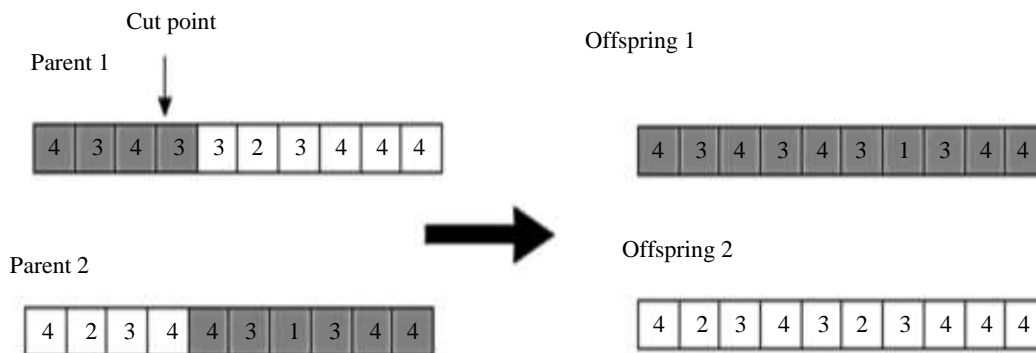 Cut point
Parent 1
4 3 4 3 3 2 3 4 4 4
Parent 2
4 2 3 4 4 3 1 3 4 4
Offspring 1
4 3 4 3 4 3 1 3 4 4
Offspring 2
4 2 3 4 3 2 3 4 4 4